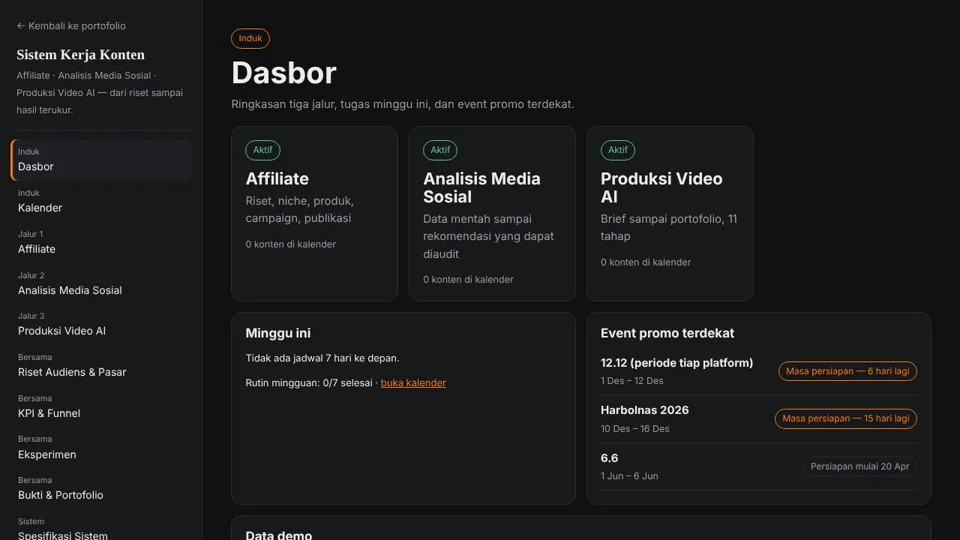 ← Kembali ke portofolio
Sistem Kerja Konten
Affiliate · Analisis Media Sosial ·
Produksi Video AI — dari riset sampai
hasil terukur.
Induk
Dasbor
Induk
Kalender
Jalur 1
Affiliate
Jalur 2
Analisis Media Sosial
Jalur 3
Produksi Video AI
Bersama
Riset Audiens & Pasar
Bersama
KPI & Funnel
Bersama
Eksperimen
Bersama
Bukti & Portofolio
Sistem
Spesifikasi Sistem
Induk
Dasbor
Ringkasan tiga jalur, tugas minggu ini, dan event promo terdekat.
Aktif
Affiliate
Riset, niche, produk,
campaign, publikasi
0 konten di kalender
Aktif
Analisis Media
Sosial
Data mentah sampai
rekomendasi yang dapat
diaudit
0 konten di kalender
Aktif
Produksi Video
AI
Brief sampai portofolio, 11
tahap
0 konten di kalender
Minggu ini
Tidak ada jadwal 7 hari ke depan.
Rutin mingguan: 0/7 selesai · buka kalender
Event promo terdekat
12.12 (periode tiap platform)
1 Des – 12 Des
Masa persiapan — 6 hari lagi
Harbolnas 2026
10 Des – 16 Des
Masa persiapan — 15 hari lagi
6.6
1 Jun – 6 Jun
Persiapan mulai 20 Apr
Data demo